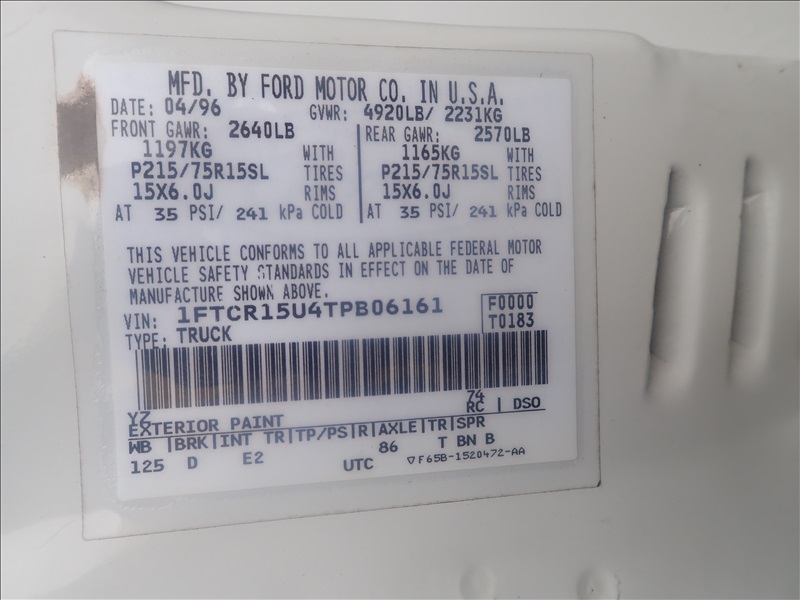 MFD. BY FORD MOTOR CO. IN U.S.A.
DATE: 04/96 GVWR: 4920LB/ 2231KG
FRONT GAWR: 2640LB REAR GAWR: 2570LB
1197KG WITH 1165KG WITH
P215/75R15SL TIRES P215/75R15SL TIRES
15X6.0J RIMS 15X6.0J RIMS
AT 35 PSI/ 241 kPa COLD AT 35 PSI/ 241 kPa COLD
THIS VEHICLE CONFORMS TO ALL APPLICABLE FEDERAL MOTOR
VEHICLE SAFETY STANDARDS IN EFFECT ON THE DATE OF
MANUFACTURE SHOWN ABOVE.
VIN: 1FTCR15U4TPB06161 F0000
TYPE: TRUCK T0183
74
YZ RC | DSO
EXTERIOR PAINT
WB |BRK|INT TR|TP/PS|R|AXLE|TR|SPR
125 D E2 UTC 86 T BN B
▽F65B-1520472-AA